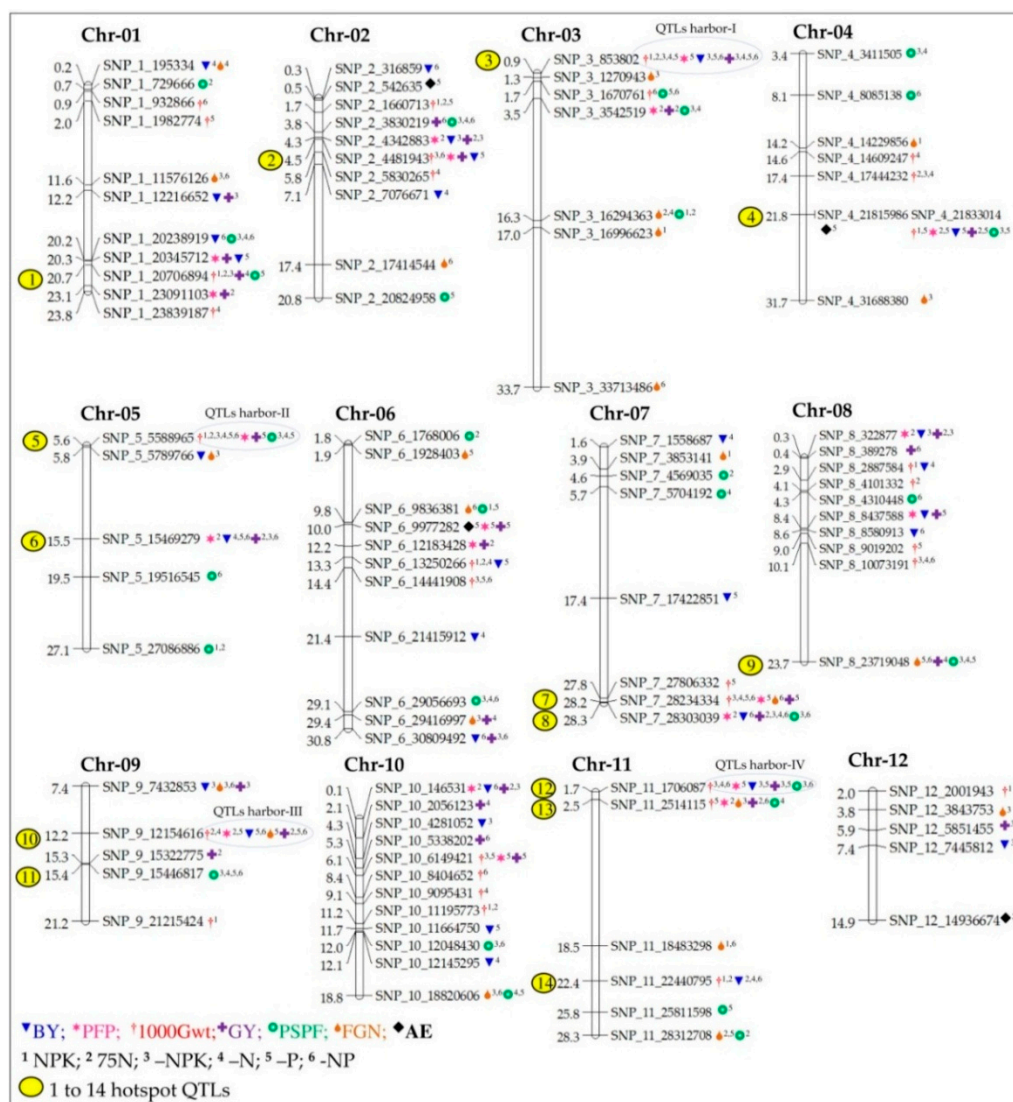 Chr-01
0.2 SNP_1_195334 ▼4 4
0.7 SNP_1_729666 2
0.9 SNP_1_932866 †6
2.0 SNP_1_1982774 †5
11.6 SNP_1_11576126 3,6
12.2 SNP_1_12216652 ▼✚3
20.2 SNP_1_20238919 ▼6 3,4,6
20.3 SNP_1_20345712 *✚▼5
1 20.7 SNP_1_20706894 †1,2,3✚4 5
23.1 SNP_1_23091103 *✚2
23.8 SNP_1_23839187 †4
Chr-02
0.3 SNP_2_316859 ▼6
0.5 SNP_2_542635 ◆5
1.7 SNP_2_1660713 †1,2,5
3.8 SNP_2_3830219 ✚6 3,4,6
4.3 SNP_2_4342883 *2▼3✚2,3
2 4.5 SNP_2_4481943 †3,6*✚▼5
5.8 SNP_2_5830265 †4
7.1 SNP_2_7076671 ▼4
17.4 SNP_2_17414544 6
20.8 SNP_2_20824958 5
Chr-03
QTLs harbor-I
3 0.9 SNP_3_853802 †1,2,3,4,5*5▼3,5,6✚3,4,5,6
1.3 SNP_3_1270943 3
1.7 SNP_3_1670761 †6 5,6
3.5 SNP_3_3542519 *2✚2 3,4
16.3 SNP_3_16294363 2,4 1,2
17.0 SNP_3_16996623 1
33.7 SNP_3_33713486 6
Chr-04
3.4 SNP_4_3411505 3,4
8.1 SNP_4_8085138 6
14.2 SNP_4_14229856 1
14.6 SNP_4_14609247 †4
17.4 SNP_4_17444232 †2,3,4
4 21.8 SNP_4_21815986 SNP_4_21833014
◆5 †1,5*2,5▼5✚2,5 3,5
31.7 SNP_4_31688380 3
Chr-05
QTLs harbor-II
5 5.6 SNP_5_5588965 †1,2,3,4,5,6*✚5 3,4,5
5.8 SNP_5_5789766 ▼3
6 15.5 SNP_5_15469279 *2▼4,5,6✚2,3,6
19.5 SNP_5_19516545 6
27.1 SNP_5_27086886 1,2
Chr-06
1.8 SNP_6_1768006 2
1.9 SNP_6_1928403 5
9.8 SNP_6_9836381 6 1,5
10.0 SNP_6_9977282 ◆5*5✚5
12.2 SNP_6_12183428 *✚2
13.3 SNP_6_13250266 †1,2,4▼5
14.4 SNP_6_14441908 †3,5,6
21.4 SNP_6_21415912 ▼4
29.1 SNP_6_29056693 3,4,6
29.4 SNP_6_29416997 3✚4
30.8 SNP_6_30809492 ▼6✚3,6
Chr-07
1.6 SNP_7_1558687 ▼4
3.9 SNP_7_3853141 1
4.6 SNP_7_4569035 2
5.7 SNP_7_5704192 4
17.4 SNP_7_17422851 ▼5
27.8 SNP_7_27806332 †5
7 28.2 SNP_7_28234334 †3,4,5,6*5 6✚5
8 28.3 SNP_7_28303039 *2▼6✚2,3,4,6 3,6
Chr-08
0.3 SNP_8_322877 *2▼3✚2,3
0.4 SNP_8_389278 ✚6
2.9 SNP_8_2887584 †1▼4
4.1 SNP_8_4101332 †2
4.3 SNP_8_4310448 6
8.4 SNP_8_8437588 *▼✚5
8.6 SNP_8_8580913 ▼6
9.0 SNP_8_9019202 †5
10.1 SNP_8_10073191 †3,4,6
9 23.7 SNP_8_23719048 5,6✚4 3,4,5
Chr-09
7.4 SNP_9_7432853 ▼3 3,6✚3
QTLs harbor-III
10 12.2 SNP_9_12154616 †2,4*2,5▼5,6 5✚2,5,6
15.3 SNP_9_15322775 ✚2
11 15.4 SNP_9_15446817 3,4,5,6
21.2 SNP_9_21215424 †1
Chr-10
0.1 SNP_10_146531 *2▼6✚2,3
2.1 SNP_10_2056123 ✚4
4.3 SNP_10_4281052 ▼3
5.3 SNP_10_5338202 ✚6
6.1 SNP_10_6149421 †3,5*5✚5
8.4 SNP_10_8404652 †6
9.1 SNP_10_9095431 †4
11.2 SNP_10_11195773 †1,2
11.7 SNP_10_11664750 ▼5
12.0 SNP_10_12048430 3,6
12.1 SNP_10_12145295 ▼4
18.8 SNP_10_18820606 3,6 4,5
Chr-11
QTLs harbor-IV
12 1.7 SNP_11_1706087 †3,4,6*5▼3,5✚3,5 3,6
13 2.5 SNP_11_2514115 †5*2 3✚2,6 4
18.5 SNP_11_18483298 1,6
14 22.4 SNP_11_22440795 †1,2▼2,4,6
25.8 SNP_11_25811598 5
28.3 SNP_11_28312708 2,5 2
Chr-12
2.0 SNP_12_2001943 †1
3.8 SNP_12_3843753
5.9 SNP_12_5851455 ✚
7.4 SNP_12_7445812 ▼
14.9 SNP_12_14936674 ◆
▼BY; *PFP; †1000Gwt; ✚GY; PSPF; FGN; ◆AE
1 NPK; 2 75N; 3 –NPK; 4 –N; 5 –P; 6 -NP
1 to 14 hotspot QTLs